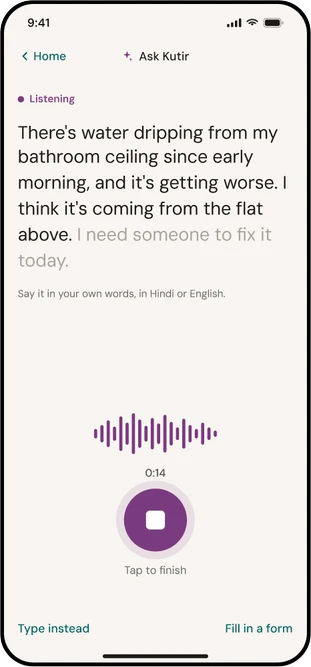 9:41
Home
Ask Kutir
Listening
There's water dripping from my
bathroom ceiling since early
morning, and it's getting worse. I
think it's coming from the flat
above. I need someone to fix it
today.
Say it in your own words, in Hindi or English.
0:14
Tap to finish
Type instead
Fill in a form